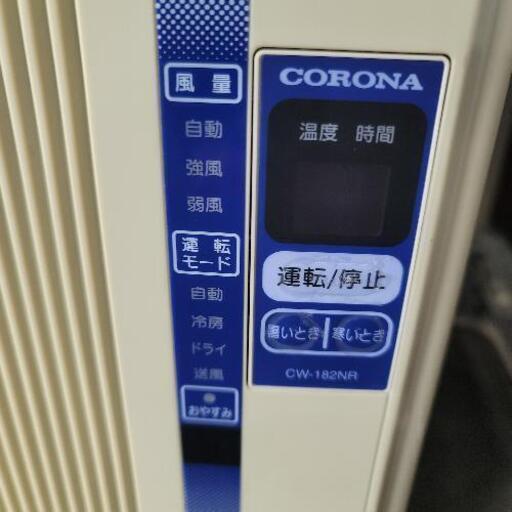 風量
自動
強風
弱風
運転
モード
自動
冷房
ドライ
送風
おやすみ
CORONA
温度 時間
運転/停止
暑いとき 寒いとき
CW-182NR